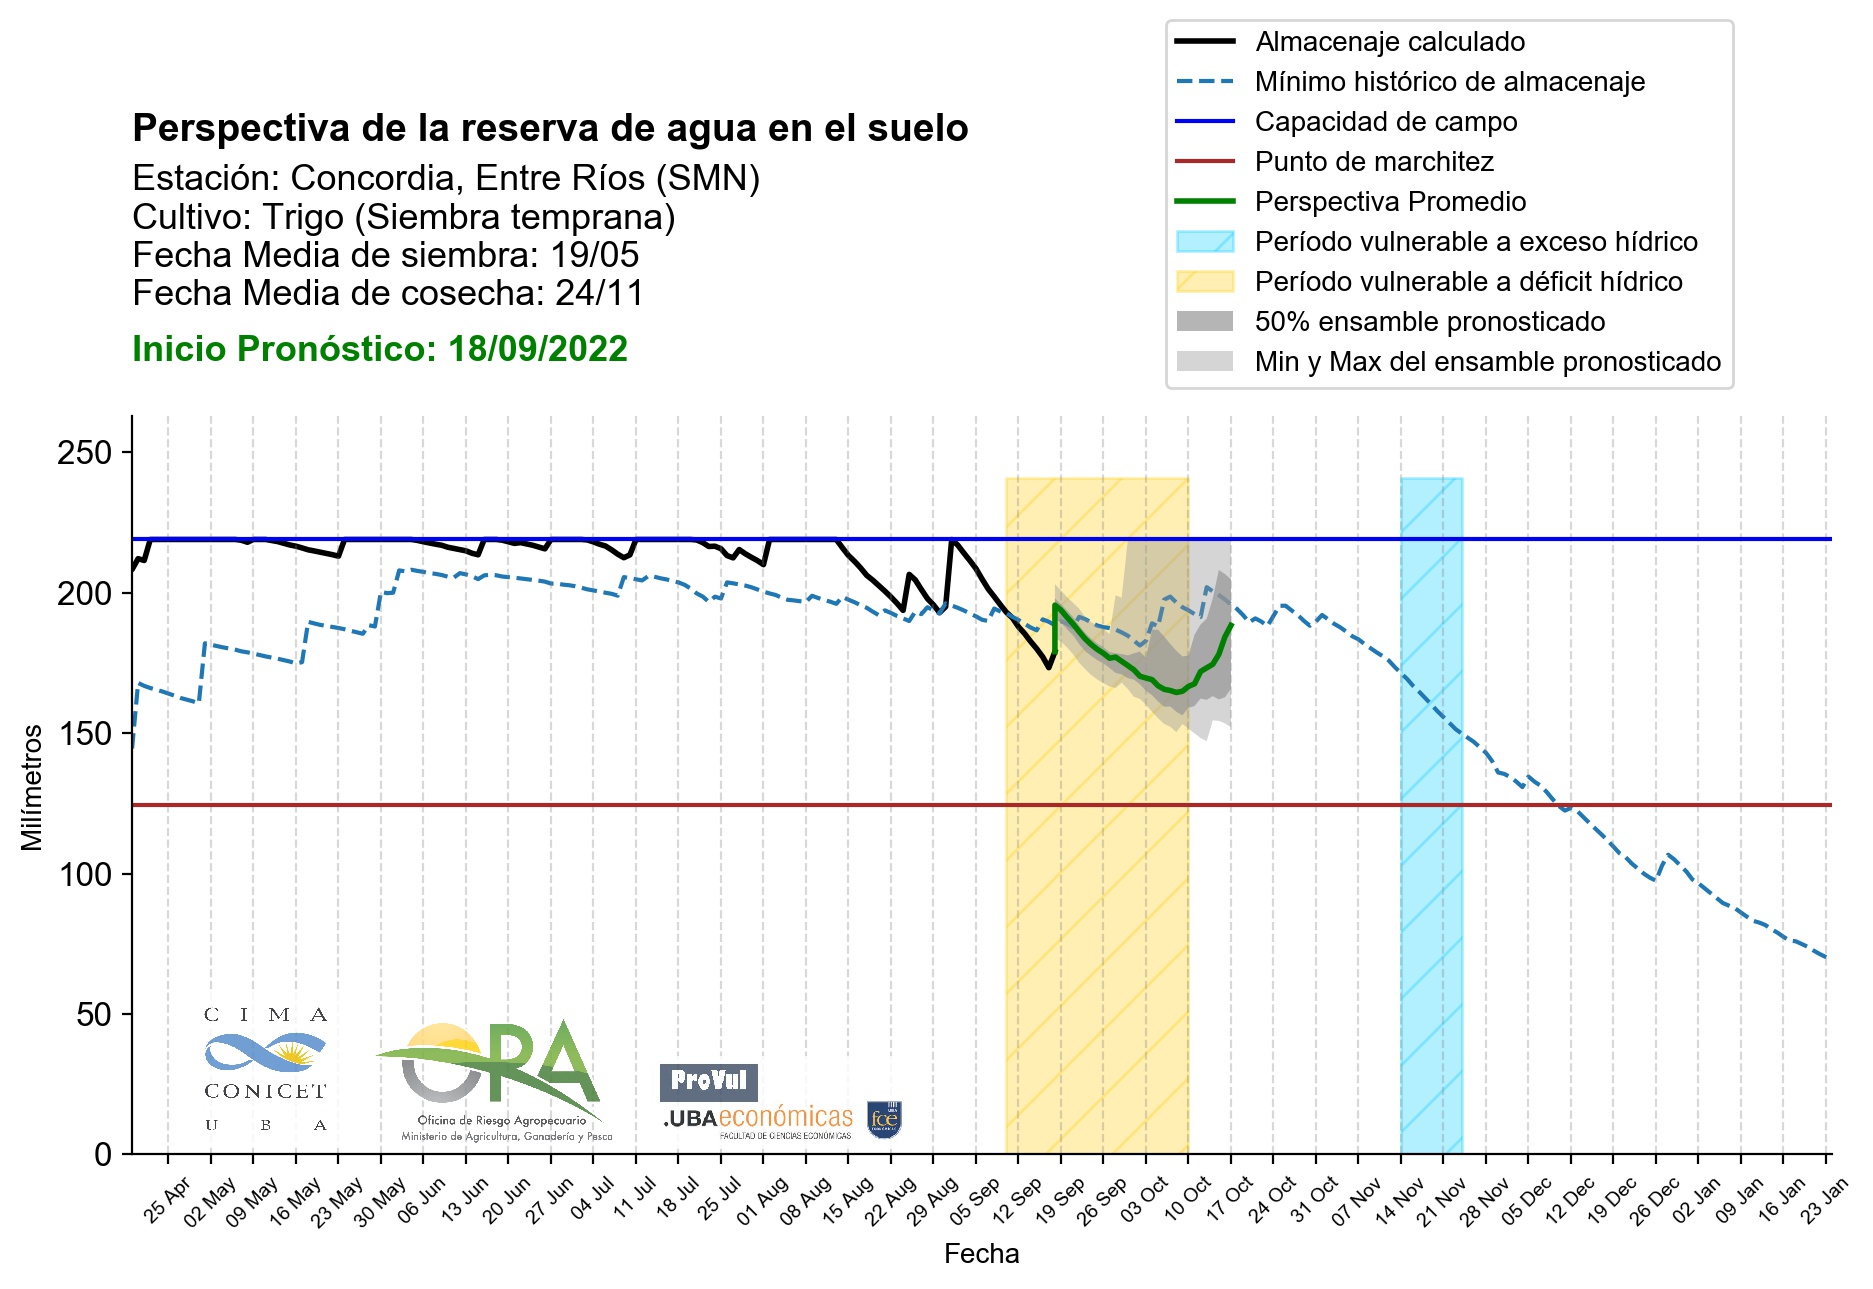 Almacenaje calculado
Mínimo histórico de almacenaje
Capacidad de campo
Punto de marchitez
Perspectiva Promedio
Período vulnerable a exceso hídrico
Período vulnerable a déficit hídrico
50% ensamble pronosticado
Min y Max del ensamble pronosticado
Perspectiva de la reserva de agua en el suelo
Estación: Concordia, Entre Ríos (SMN)
Cultivo: Trigo (Siembra temprana)
Fecha Media de siembra: 19/05
Fecha Media de cosecha: 24/11
Inicio Pronóstico: 18/09/2022
250
200
150
100
50
0
Milímetros
CIMA
CONICET
UBA
ORA
Oficina de Riesgo Agropecuario
Ministerio de Agricultura, Ganadería y Pesca
ProVul
.UBAeconómicas
FACULTAD DE CIENCIAS ECONÓMICAS
UBA
fce
ECONÓMICAS
25 Apr
02 May
09 May
16 May
23 May
30 May
06 Jun
13 Jun
20 Jun
27 Jun
04 Jul
11 Jul
18 Jul
25 Jul
01 Aug
08 Aug
15 Aug
22 Aug
29 Aug
05 Sep
12 Sep
19 Sep
26 Sep
03 Oct
10 Oct
17 Oct
24 Oct
31 Oct
07 Nov
14 Nov
21 Nov
28 Nov
05 Dec
12 Dec
19 Dec
26 Dec
02 Jan
09 Jan
16 Jan
23 Jan
Fecha